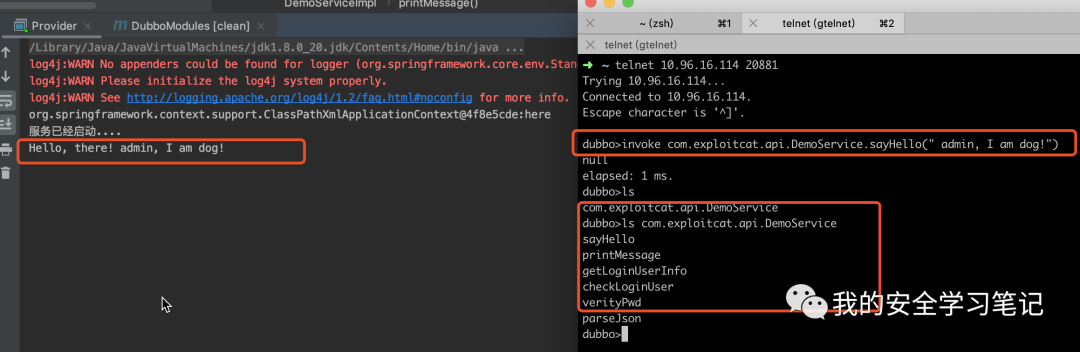 DemoServiceImpl › printMessage()
Provider × DubboModules [clean] ×
/Library/Java/JavaVirtualMachines/jdk1.8.0_20.jdk/Contents/Home/bin/java ...
log4j:WARN No appenders could be found for logger (org.springframework.core.env.Stan
log4j:WARN Please initialize the log4j system properly.
log4j:WARN See http://logging.apache.org/log4j/1.2/faq.html#noconfig for more info.
org.springframework.context.support.ClassPathXmlApplicationContext@4f8e5cde:here
服务已经启动....
Hello, there! admin, I am dog!
× ~ (zsh) ⌘1 × telnet (gtelnet) ⌘2
× telnet (gtelnet)
➜ ~ telnet 10.96.16.114 20881
Trying 10.96.16.114...
Connected to 10.96.16.114.
Escape character is '^]'.
dubbo>invoke com.exploitcat.api.DemoService.sayHello(" admin, I am dog!")
null
elapsed: 1 ms.
dubbo>ls
com.exploitcat.api.DemoService
dubbo>ls com.exploitcat.api.DemoService
sayHello
printMessage
getLoginUserInfo
checkLoginUser
verityPwd
parseJson
dubbo>
我的安全学习笔记